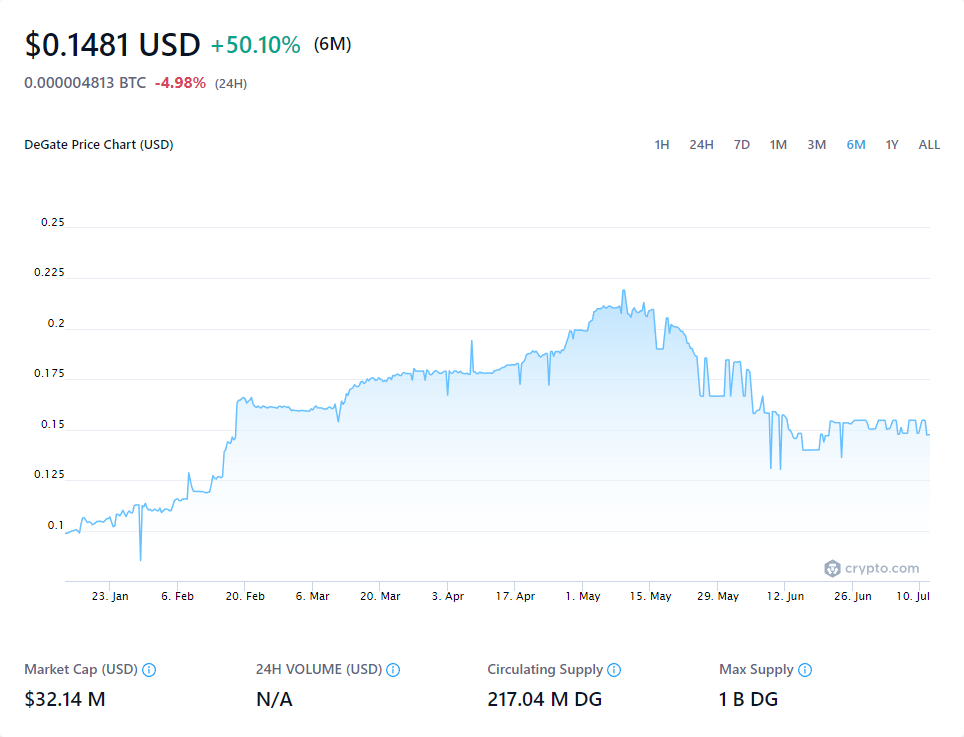 $0.1481 USD +50.10% (6M)
0.000004813 BTC -4.98% (24H)
DeGate Price Chart (USD) 1H 24H 7D 1M 3M 6M 1Y ALL
0.25
0.225
0.2
0.175
0.15
0.125
0.1
crypto.com
23. Jan 6. Feb 20. Feb 6. Mar 20. Mar 3. Apr 17. Apr 1. May 15. May 29. May 12. Jun 26. Jun 10. Jul
Market Cap (USD) 24H VOLUME (USD) Circulating Supply Max Supply
$32.14 M N/A 217.04 M DG 1 B DG